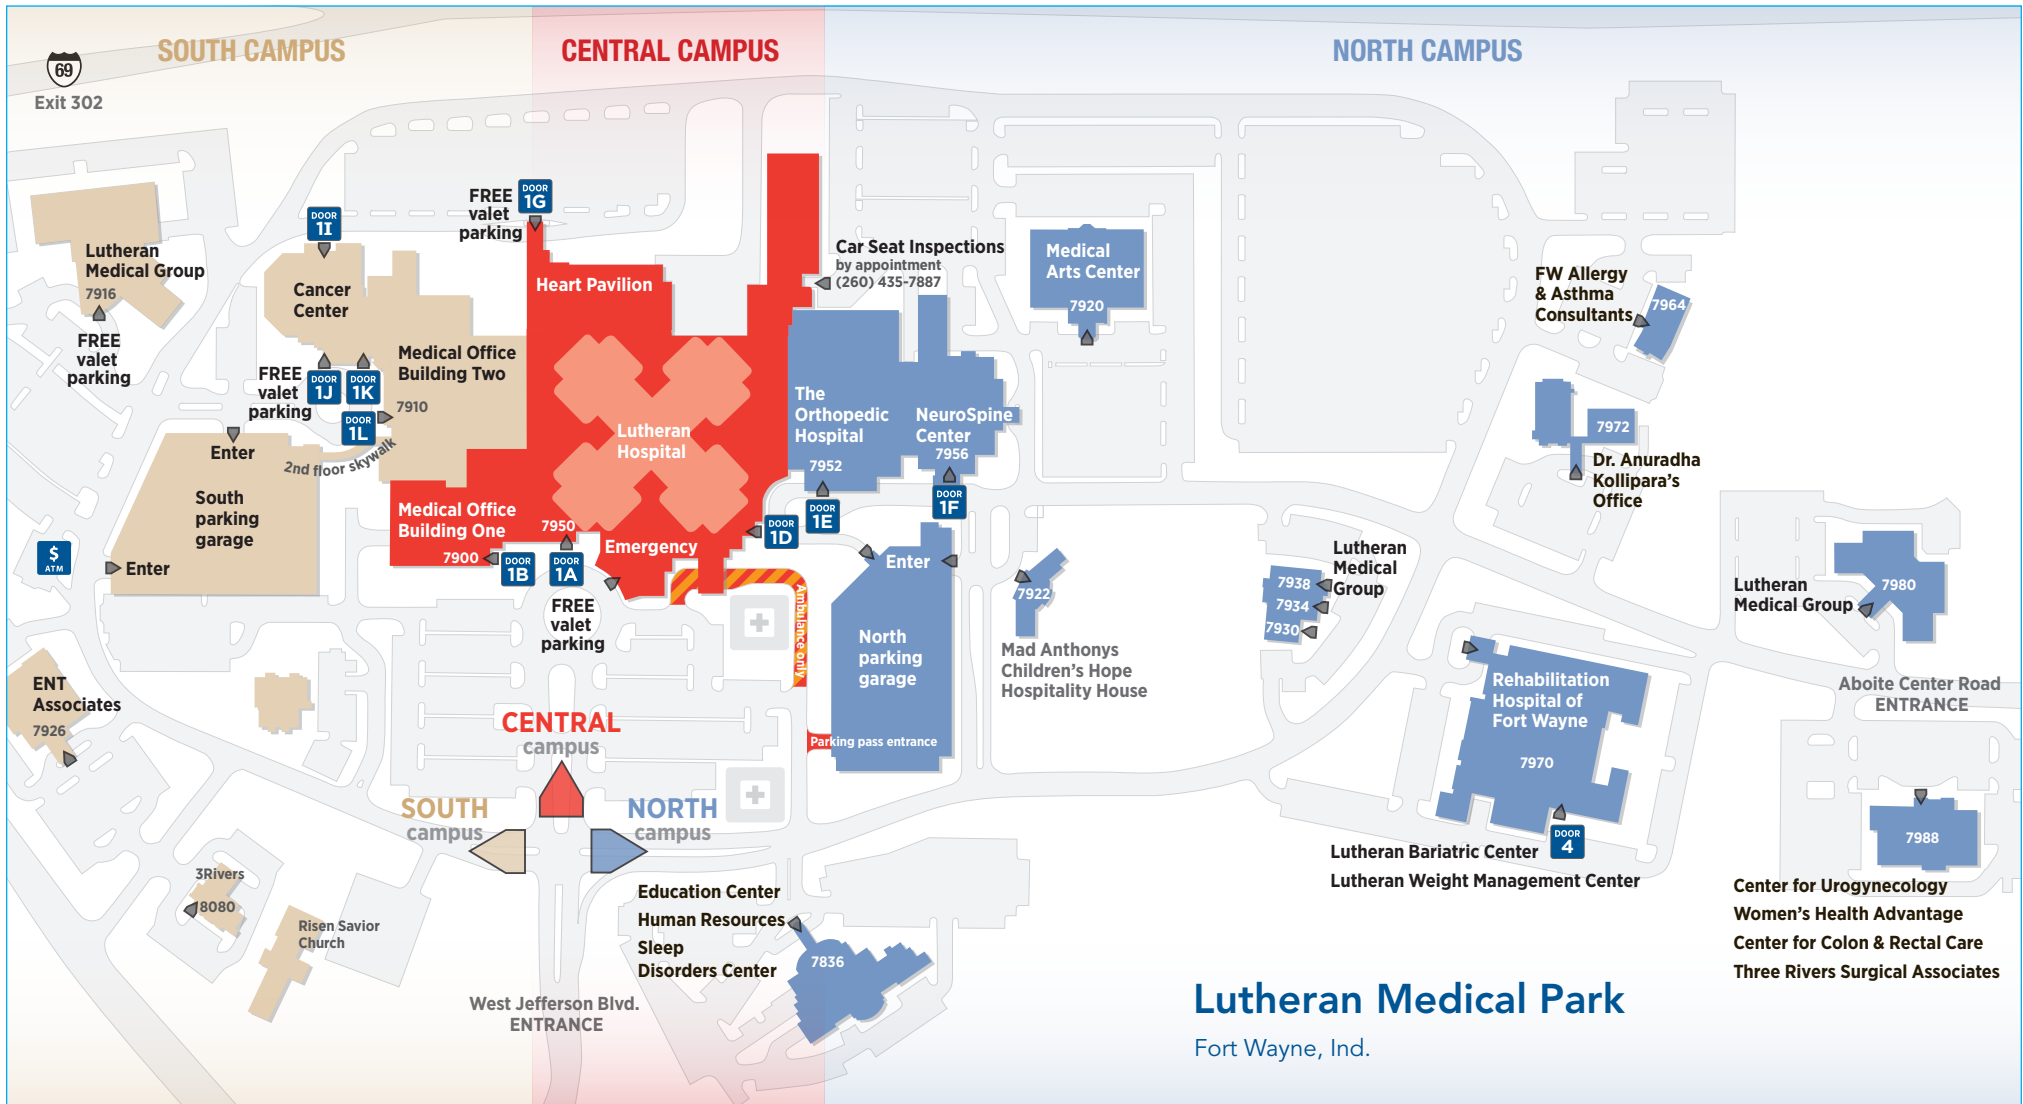 SOUTH CAMPUS
CENTRAL CAMPUS
NORTH CAMPUS
69
Exit 302
Lutheran
Medical Group
7916
FREE
valet
parking
DOOR
1I
Cancer
Center
FREE
valet
parking
DOOR
1G
Heart Pavilion
Car Seat Inspections
by appointment
(260) 435-7887
Medical
Arts Center
7920
FW Allergy
& Asthma
Consultants
7964
FREE
valet
parking
DOOR
1J
DOOR
1K
DOOR
1L
Medical Office
Building Two
7910
Enter
2nd floor skywalk
South
parking
garage
Enter
$
ATM
Lutheran
Hospital
The
Orthopedic
Hospital
7952
NeuroSpine
Center
7956
DOOR
1F
DOOR
1E
DOOR
1D
7972
Dr. Anuradha
Kollipara's
Office
Medical Office
Building One
7900
7950
DOOR
1B
DOOR
1A
Emergency
FREE
valet
parking
Ambulance only
Enter
North
parking
garage
Parking pass entrance
7922
Mad Anthonys
Children's Hope
Hospitality House
Lutheran
Medical
Group
7938
7934
7930
Lutheran
Medical Group
7980
Aboite Center Road
ENTRANCE
ENT
Associates
7926
CENTRAL
campus
SOUTH
campus
NORTH
campus
Rehabilitation
Hospital of
Fort Wayne
7970
DOOR
4
Lutheran Bariatric Center
Lutheran Weight Management Center
7988
Center for Urogynecology
Women's Health Advantage
Center for Colon & Rectal Care
Three Rivers Surgical Associates
3Rivers
8080
Risen Savior
Church
Education Center
Human Resources
Sleep
Disorders Center
7836
West Jefferson Blvd.
ENTRANCE
Lutheran Medical Park
Fort Wayne, Ind.